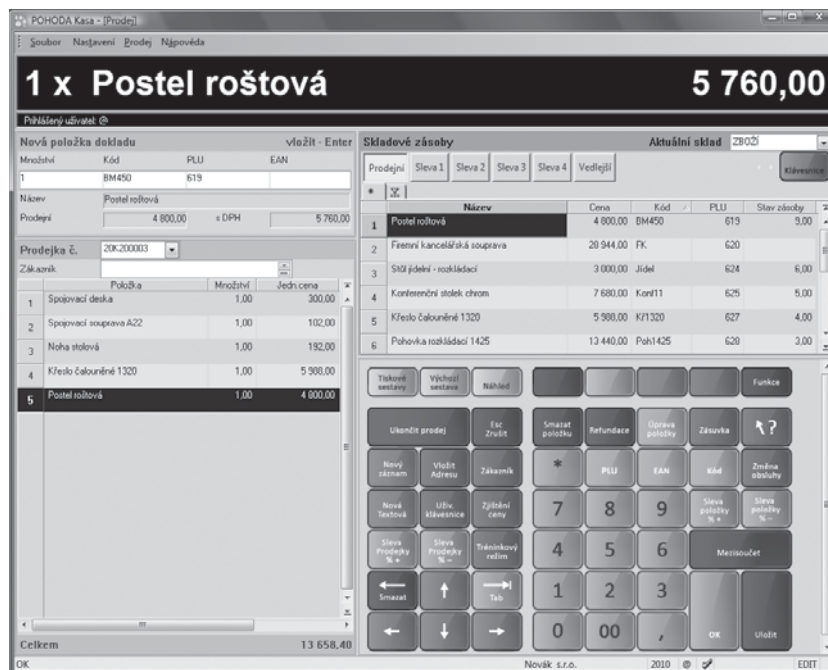 POHODA Kasa - [Prodej]
Soubor Nastavení Prodej Nápověda
1 x Postel roštová 5 760,00
Přihlášený uživatel: @
Nová položka dokladu vložit - Enter
Množství Kód PLU EAN
1 BM450 619
Název Postel roštová
Prodejní 4 800,00 s DPH 5 760,00
Prodejka č. 20K200003
Zákazník
Položka Množství Jedn.cena
1 Spojovací deska 1,00 300,00
2 Spojovací souprava A22 1,00 102,00
3 Noha stolová 1,00 192,00
4 Křeslo čalouněné 1320 1,00 5 988,00
5 Postel roštová 1,00 4 800,00
Celkem 13 658,40
Skladové zásoby Aktuální sklad ZBOŽÍ
Prodejní Sleva 1 Sleva 2 Sleva 3 Sleva 4 Vedlejší Klávesnice
Název Cena Kód PLU Stav zásoby
1 Postel roštová 4 800,00 BM450 619 9,00
2 Firemní kancelářská souprava 28 944,00 FK 620
3 Stůl jídelní - rozkládací 3 000,00 Jídel 624 6,00
4 Konferenční stolek chrom 7 680,00 Konf11 625 5,00
5 Křeslo čalouněné 1320 5 988,00 Kř1320 627 4,00
6 Pohovka rozkládací 1425 13 440,00 Poh1425 628 3,00
Tiskové sestavy Výchozí sestava Náhled Funkce
Ukončit prodej Esc Zrušit Smazat položku Refundace Úprava položky Zásuvka ?
Nový záznam Vložit Adresu Zákazník * PLU EAN Kód Změna obsluhy
Nová Textová Uživ. klávesnice Zjištění ceny 7 8 9 Sleva položky % + Sleva položky % -
Sleva Prodejky % + Sleva Prodejky % - Tréninkový režim 4 5 6 Mezisoučet
Smazat Tab 1 2 3
0 00 , OK Uložit
OK Novák s.r.o. 2010 @ EDIT